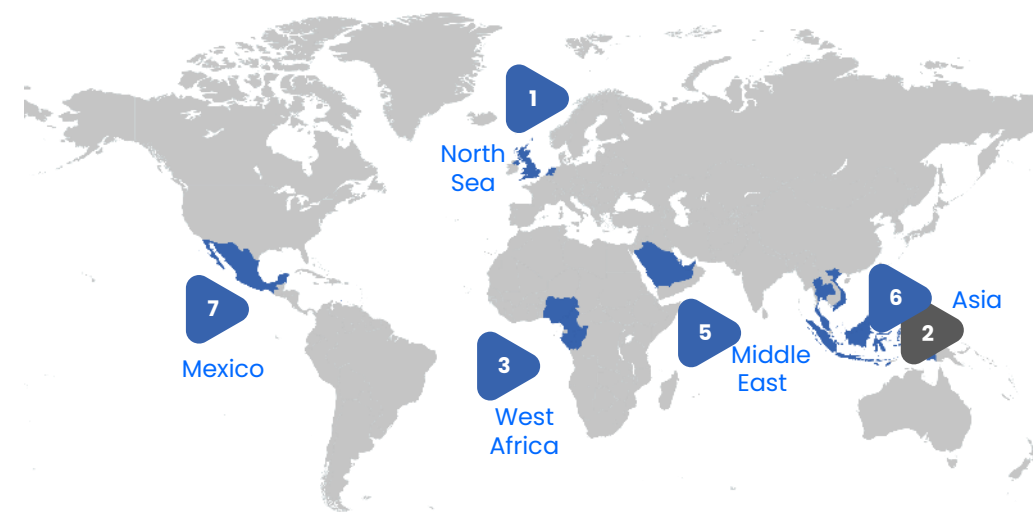 1
North
Sea
7
Mexico
3
West
Africa
5
Middle
East
6
Asia
2